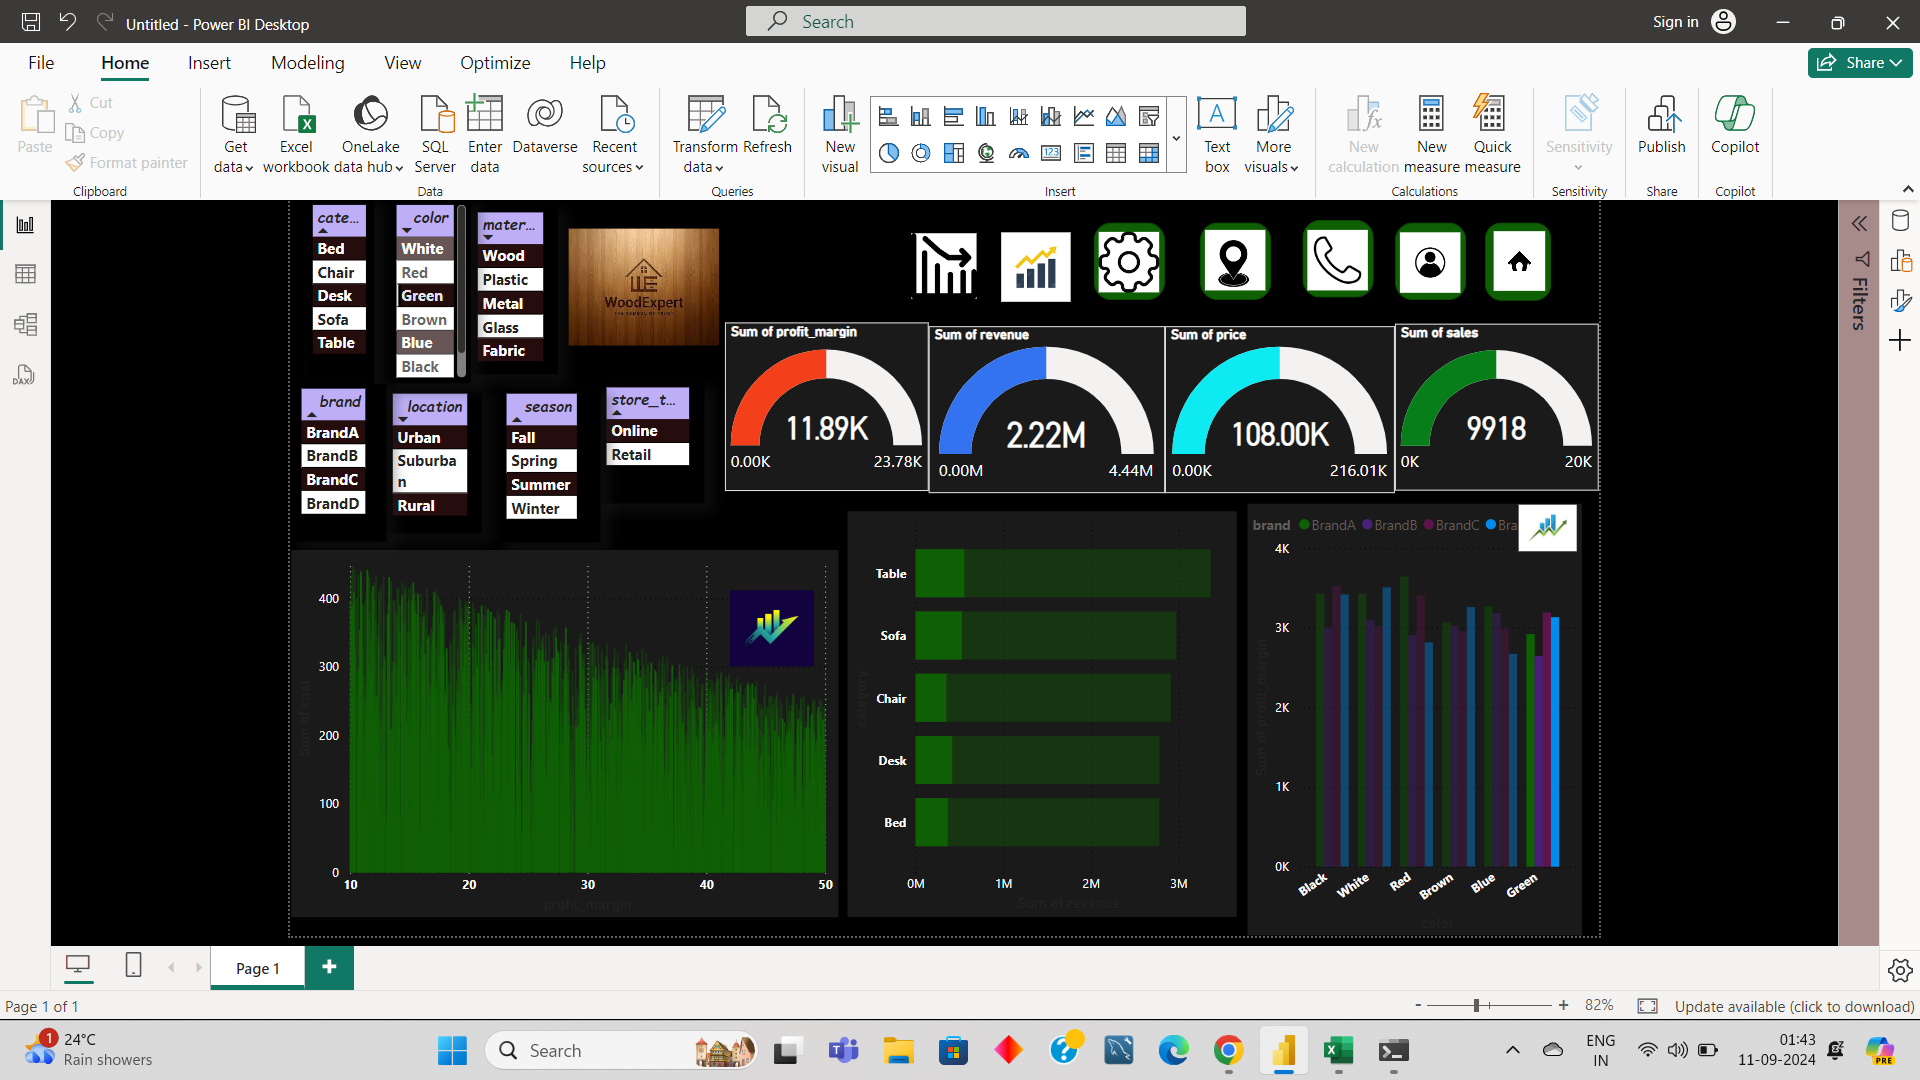 Untitled - Power BI Desktop
Search
Sign in
File
Home
Insert
Modeling
View
Optimize
Help
Share
Paste
Cut
Copy
Format painter
Clipboard
Get data
Excel workbook
OneLake data hub
SQL Server
Enter data
Dataverse
Recent sources
Data
Transform data
Refresh
Queries
New visual
123
Insert
A
Text box
More visuals
New calculation
New measure
Quick measure
Calculations
Sensitivity
Sensitivity
Publish
Share
Copilot
Copilot
DAX
Filters
cate...
Bed
Chair
Desk
Sofa
Table
color
White
Red
Green
Brown
Blue
Black
mater...
Wood
Plastic
Metal
Glass
Fabric
WoodExpert
brand
BrandA
BrandB
BrandC
BrandD
location
Urban
Suburba
n
Rural
season
Fall
Spring
Summer
Winter
store_t...
Online
Retail
Sum of profit_margin
11.89K
0.00K
23.78K
Sum of revenue
2.22M
0.00M
4.44M
Sum of price
108.00K
0.00K
216.01K
Sum of sales
9918
0K
20K
Sum of cost
400
300
200
100
0
10
20
30
40
50
profit_margin
category
Table
Sofa
Chair
Desk
Bed
0M
1M
2M
3M
Sum of revenue
brand
BrandA
BrandB
BrandC
Bra
Sum of profit_margin
4K
3K
2K
1K
0K
Black
White
Red
Brown
Blue
Green
color
Page 1
Page 1 of 1
- + 82%
Update available (click to download)
1
24°C
Rain showers
Search
ENG
IN
01:43
11-09-2024
PRE